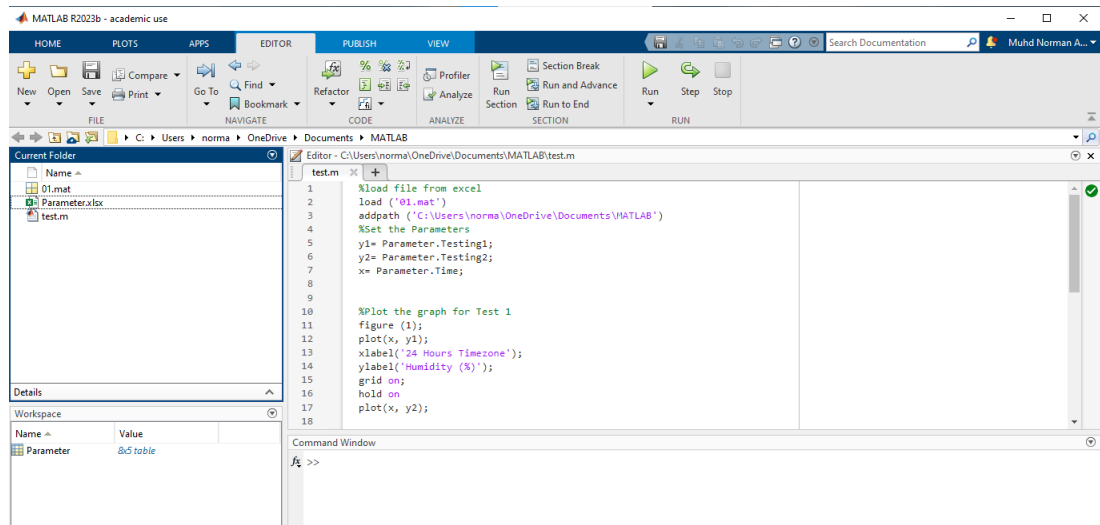 MATLAB R2023b - academic use
HOME PLOTS APPS EDITOR PUBLISH VIEW Search Documentation Muhd Norman A...
New Open Save Compare Print Go To Find Bookmark Refactor Profiler Analyze Run Section Section Break Run and Advance Run to End Run Step Stop
FILE NAVIGATE CODE ANALYZE SECTION RUN
C: Users norma OneDrive Documents MATLAB
Current Folder
Name
01.mat
Parameter.xlsx
test.m
Details
Workspace
Name Value
Parameter 8x5 table
Editor - C:\Users\norma\OneDrive\Documents\MATLAB\test.m
test.m
1 %load file from excel
2 load ('01.mat')
3 addpath ('C:\Users\norma\OneDrive\Documents\MATLAB')
4 %Set the Parameters
5 y1= Parameter.Testing1;
6 y2= Parameter.Testing2;
7 x= Parameter.Time;
8
9
10 %Plot the graph for Test 1
11 figure (1);
12 plot(x, y1);
13 xlabel('24 Hours Timezone');
14 ylabel('Humidity (%)');
15 grid on;
16 hold on
17 plot(x, y2);
18
Command Window
fx >>